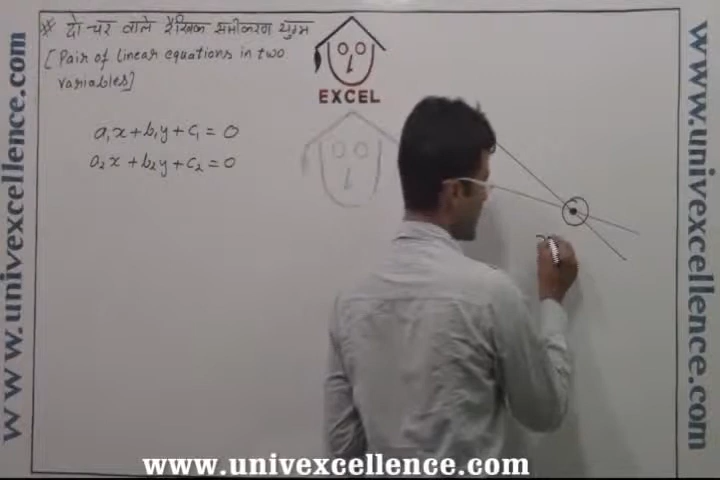 ※ दो चर वाले रैखिक समीकरण युग्म
[Pair of linear equations in two
variables]
a₁x + b₁y + c₁ = 0
a₂x + b₂y + c₂ = 0
EXCEL
www.univexcellence.com
www.univexcellence.com
www.univexcellence.com